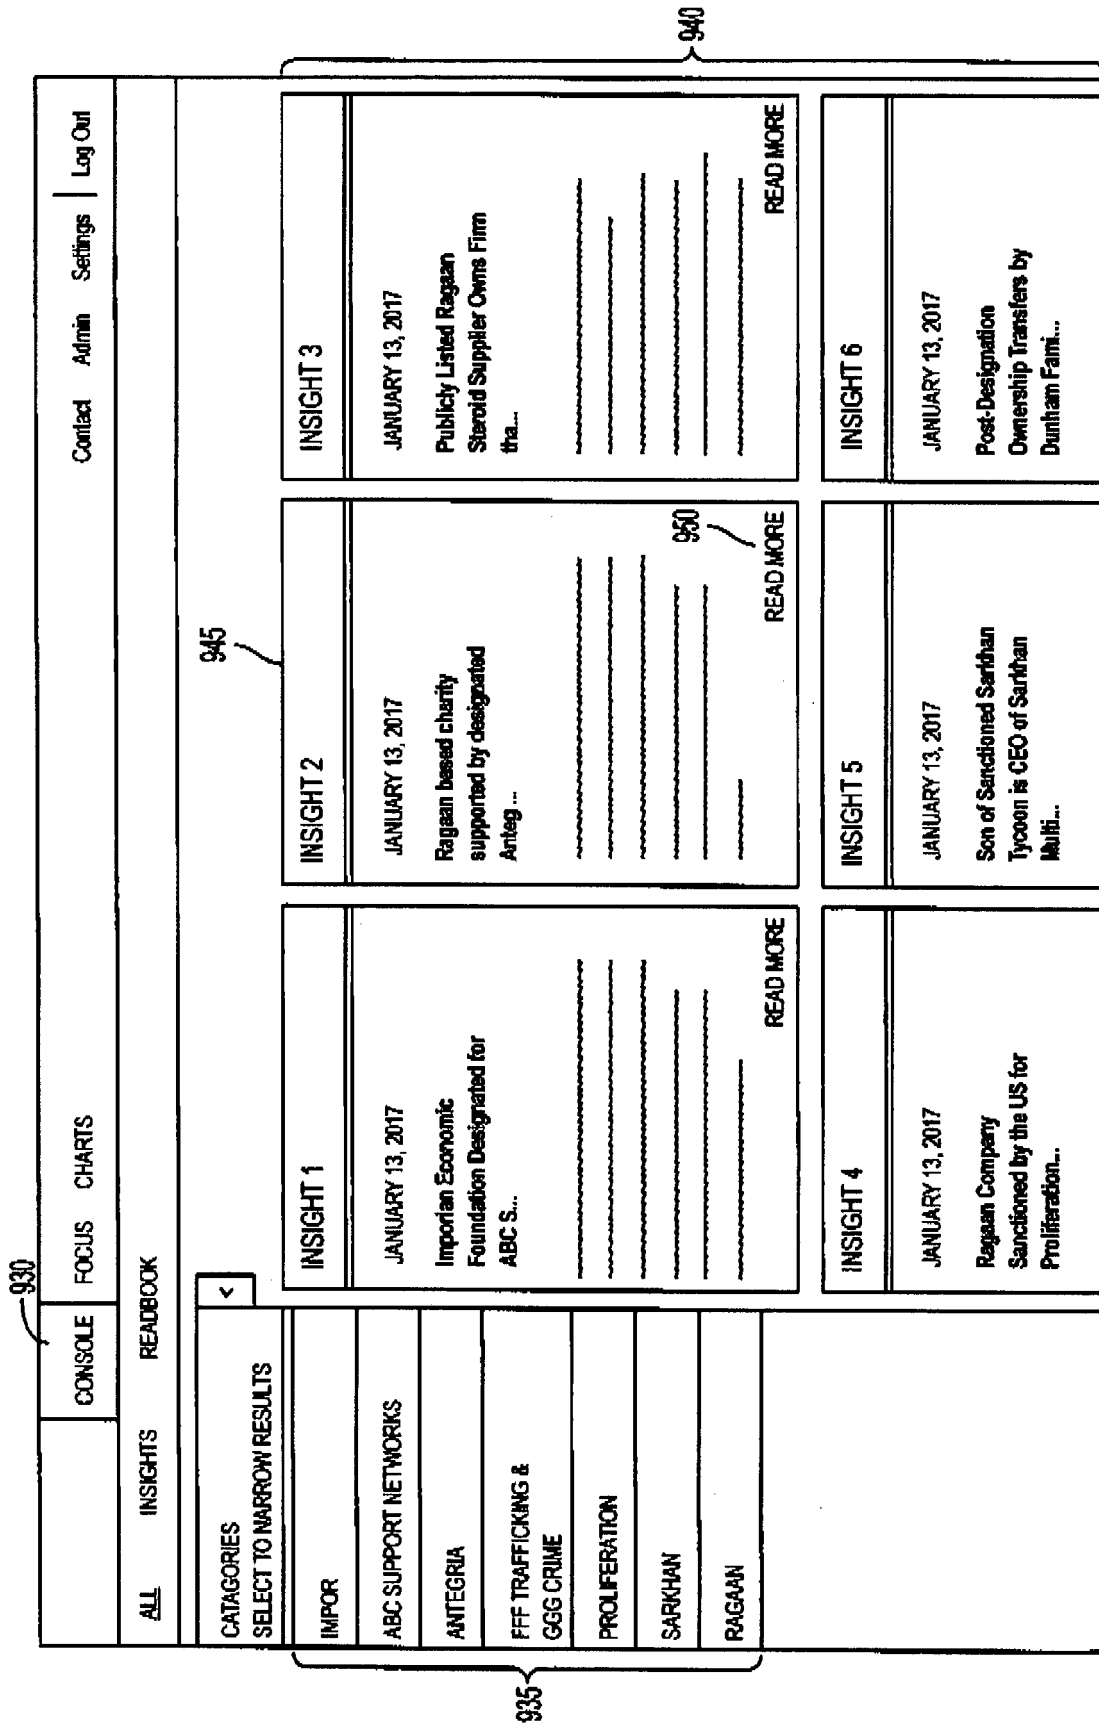 930
CONSOLE FOCUS CHARTS Contact Admin Settings | Log Out
ALL INSIGHTS READBOOK
CATAGORIES
SELECT TO NARROW RESULTS
<
IMPOR
ABC SUPPORT NETWORKS
ANTEGRIA
FFF TRAFFICKING &
GGG CRIME
PROLIFERATION
SARKHAN
RAGAAN
935
945
INSIGHT 1
JANUARY 13, 2017
Imporian Economic
Foundation Designated for
ABC S...
READ MORE
INSIGHT 2
JANUARY 13, 2017
Ragaan based charity
supported by designated
Anteg ...
950
READ MORE
INSIGHT 3
JANUARY 13, 2017
Publicly Listed Ragaan
Steroid Supplier Owns Firm
tha...
READ MORE
940
INSIGHT 4
JANUARY 13, 2017
Ragaan Company
Sanctioned by the US for
Proliferation...
INSIGHT 5
JANUARY 13, 2017
Son of Sanctioned Sarkhan
Tycoon is CEO of Sarkhan
Multi...
INSIGHT 6
JANUARY 13, 2017
Post-Designation
Ownership Transfers by
Dunham Fami...